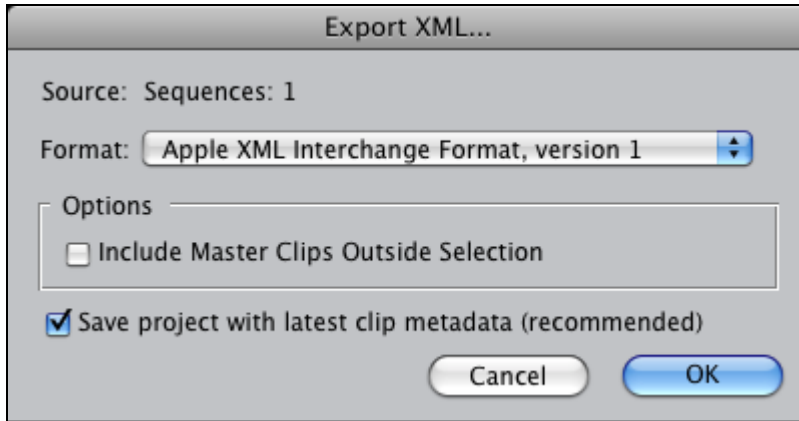 Export XML...
Source: Sequences: 1
Format: Apple XML Interchange Format, version 1
Options
Include Master Clips Outside Selection
Save project with latest clip metadata (recommended)
Cancel OK